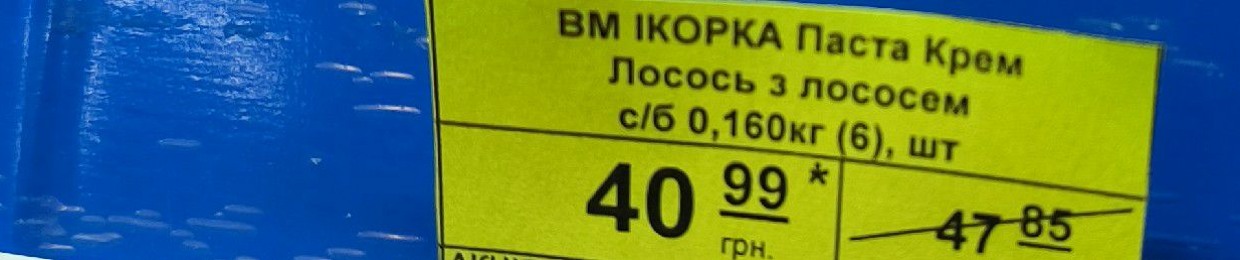 ВМ ІКОРКА Паста Крем
Лосось з лососем
с/б 0,160кг (6), шт
40 99 * 47 85
грн.